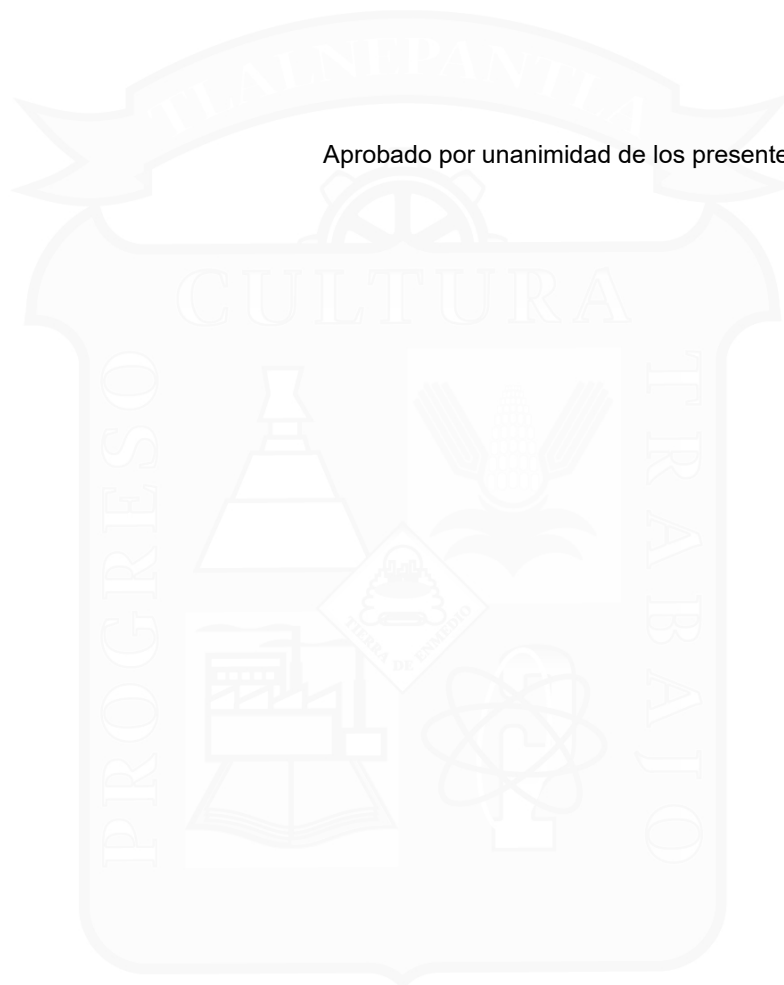 TLALNEPANTLA
Aprobado por unanimidad de los presente
CULTURA
PROGRESO
TRABAJO
TIERRA DE ENMEDIO